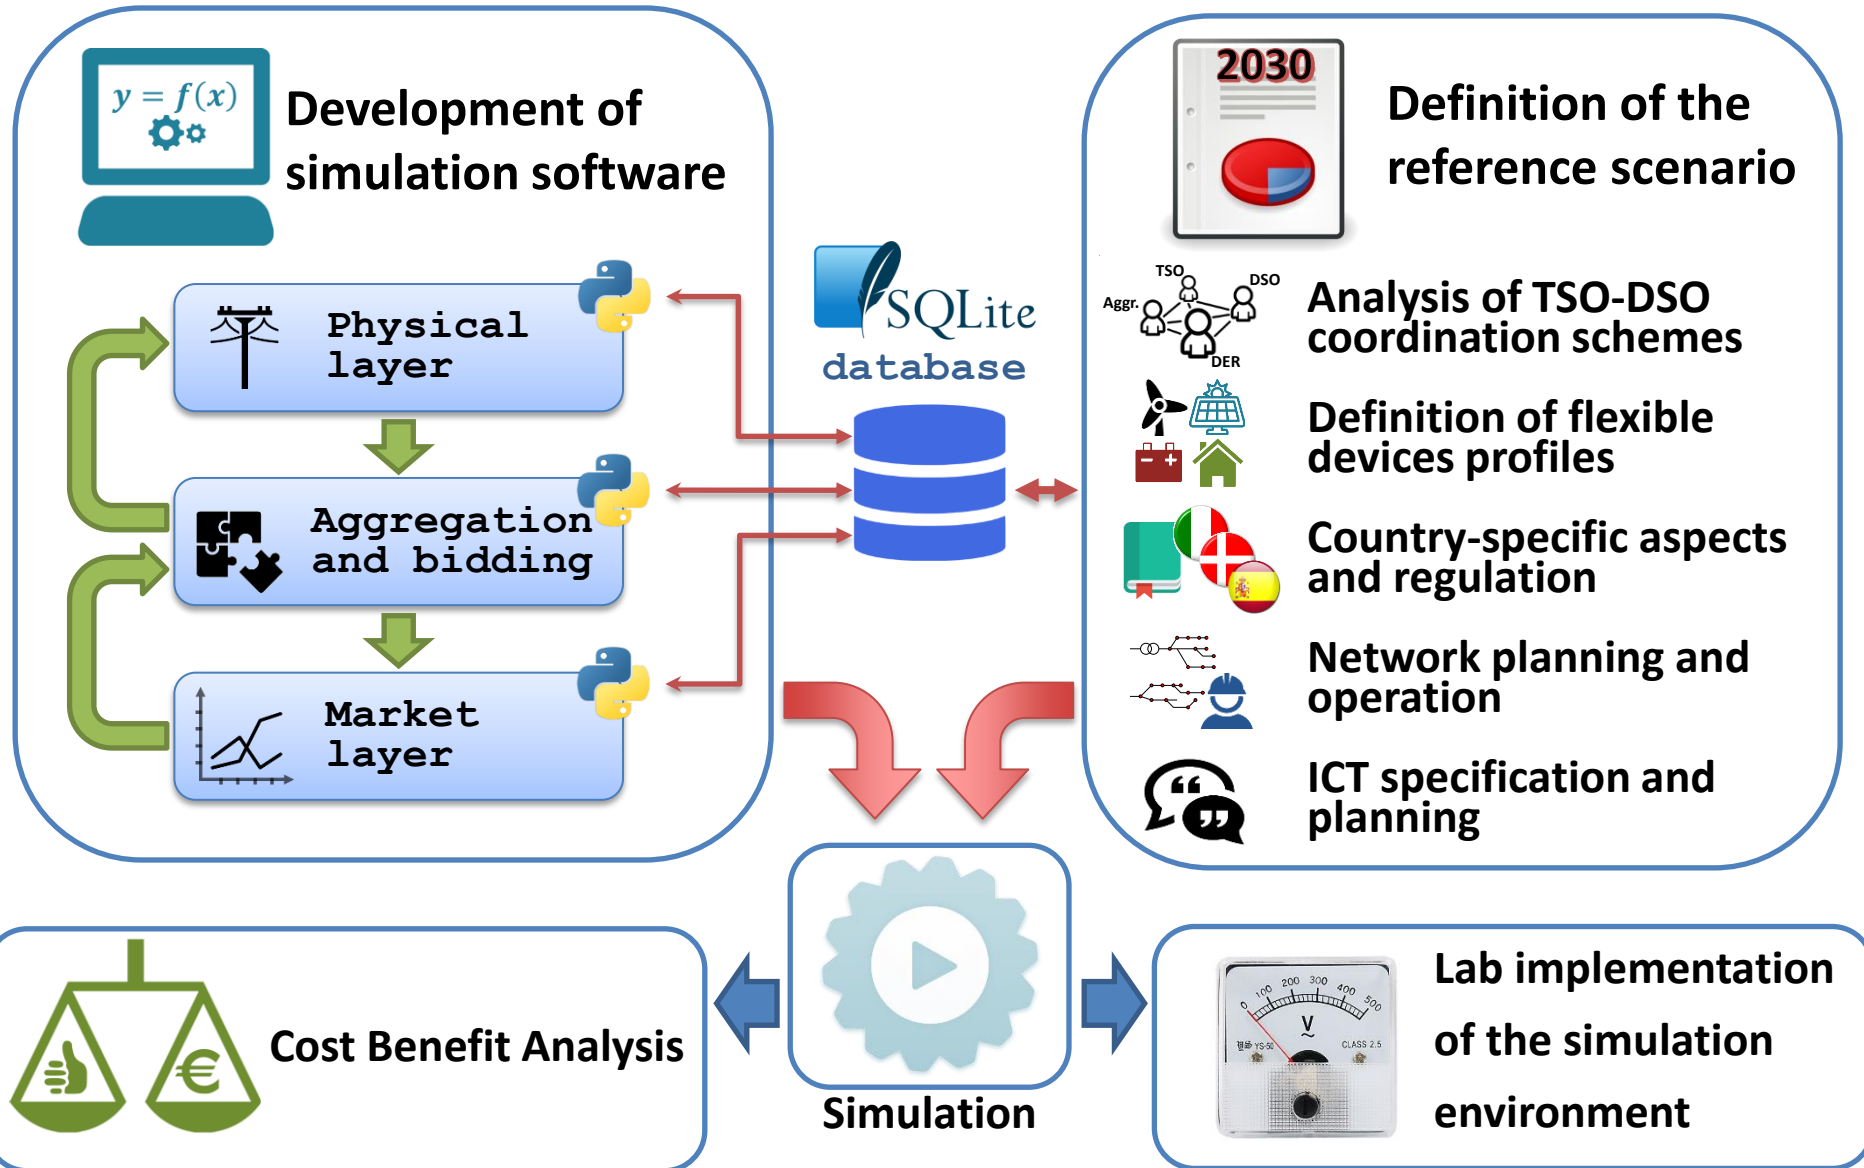 y = f(x)
Development of
simulation software
Physical
layer
Aggregation
and bidding
Market
layer
SQLite
database
2030
Definition of the
reference scenario
TSO
DSO
Aggr.
DER
Analysis of TSO-DSO
coordination schemes
Definition of flexible
devices profiles
Country-specific aspects
and regulation
Network planning and
operation
ICT specification and
planning
Cost Benefit Analysis
€
Simulation
0 100 200 300 400 500
V
~
YS-50
CLASS 2.5
Lab implementation
of the simulation
environment